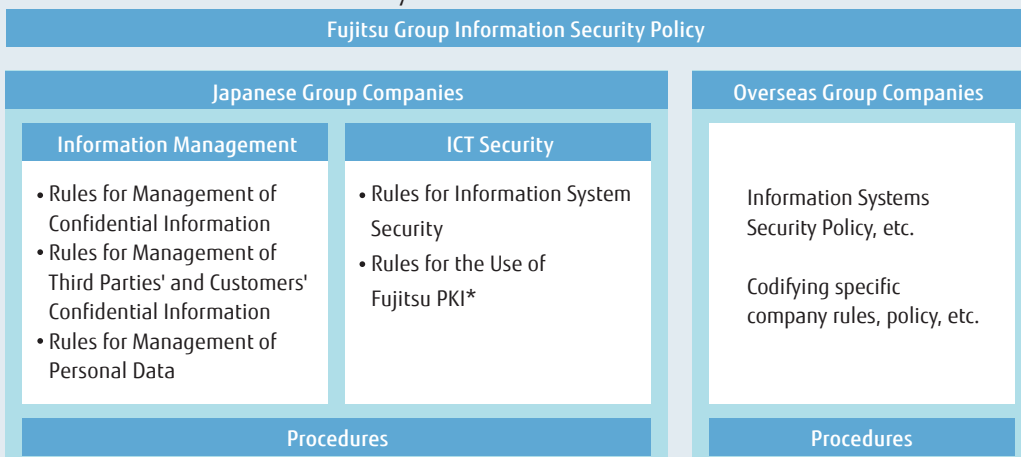 Fujitsu Group Information Security Policy
Japanese Group Companies
Information Management
• Rules for Management of
Confidential Information
• Rules for Management of
Third Parties' and Customers'
Confidential Information
• Rules for Management of
Personal Data
ICT Security
• Rules for Information System
Security
• Rules for the Use of
Fujitsu PKI*
Procedures
Overseas Group Companies
Information Systems
Security Policy, etc.
Codifying specific
company rules, policy, etc.
Procedures